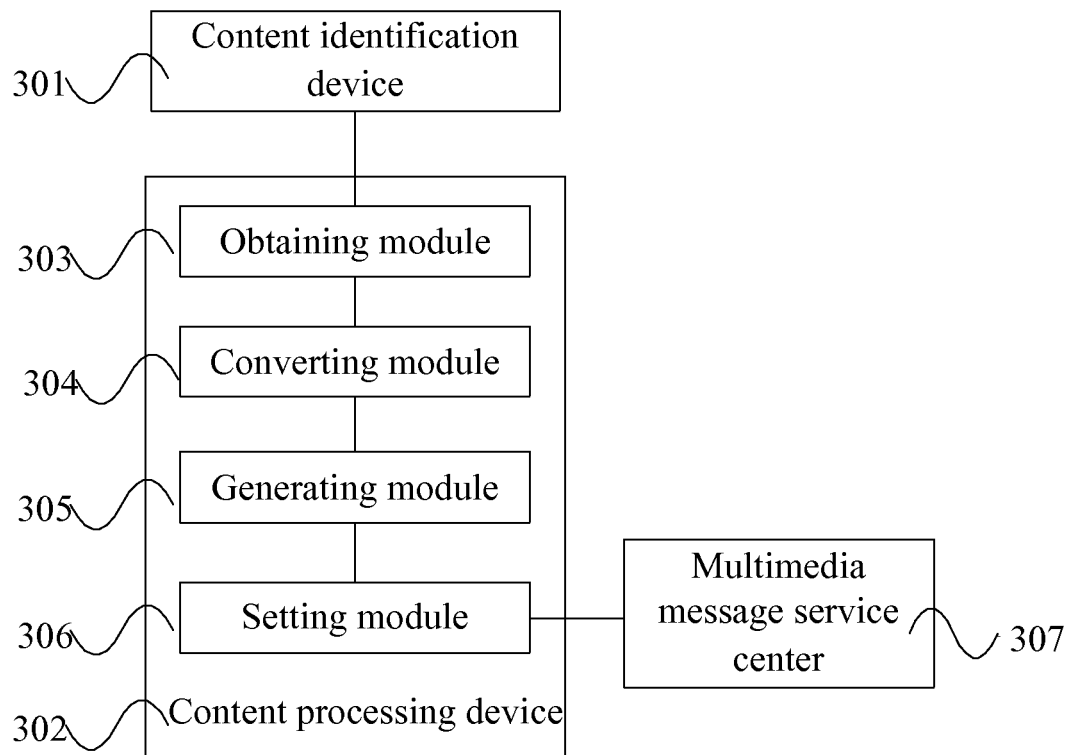 Content identification
device
301
303
Obtaining module
304
Converting module
305
Generating module
306
Setting module
Multimedia
message service
center
307
302
Content processing device